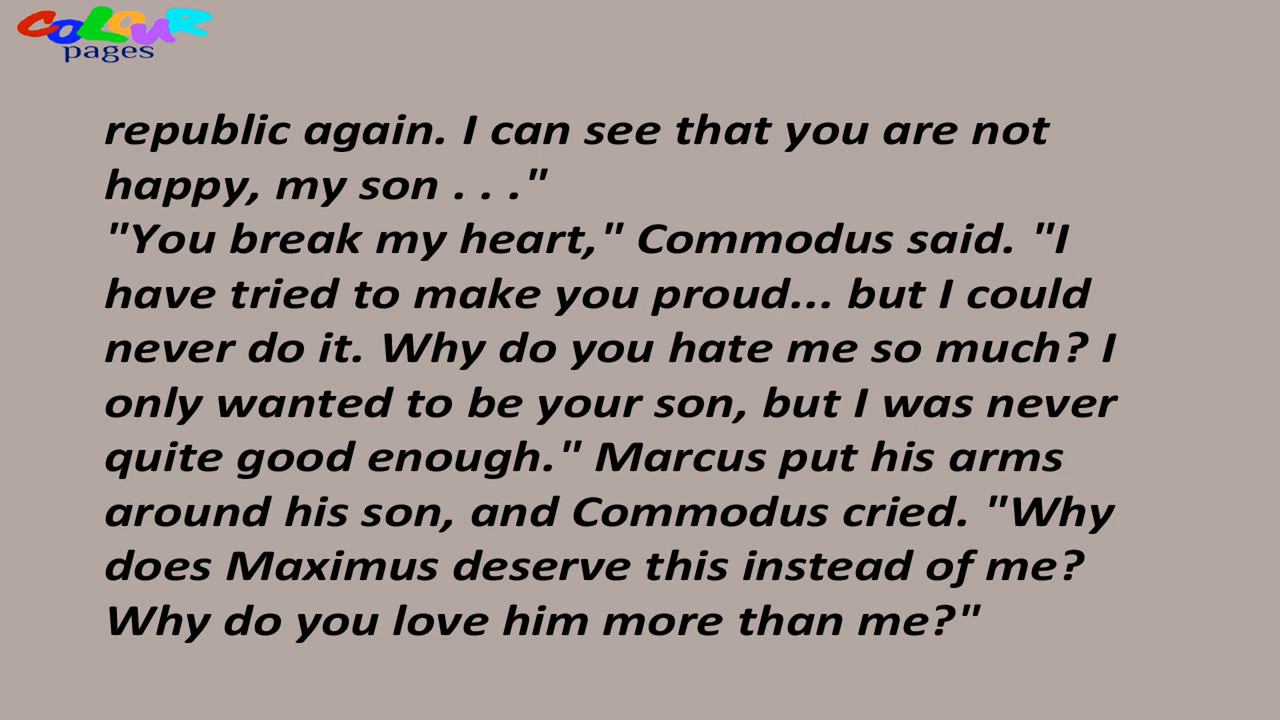 COLOUR
pages
republic again. I can see that you are not
happy, my son . . ."
"You break my heart," Commodus said. "I
have tried to make you proud... but I could
never do it. Why do you hate me so much? I
only wanted to be your son, but I was never
quite good enough." Marcus put his arms
around his son, and Commodus cried. "Why
does Maximus deserve this instead of me?
Why do you love him more than me?"